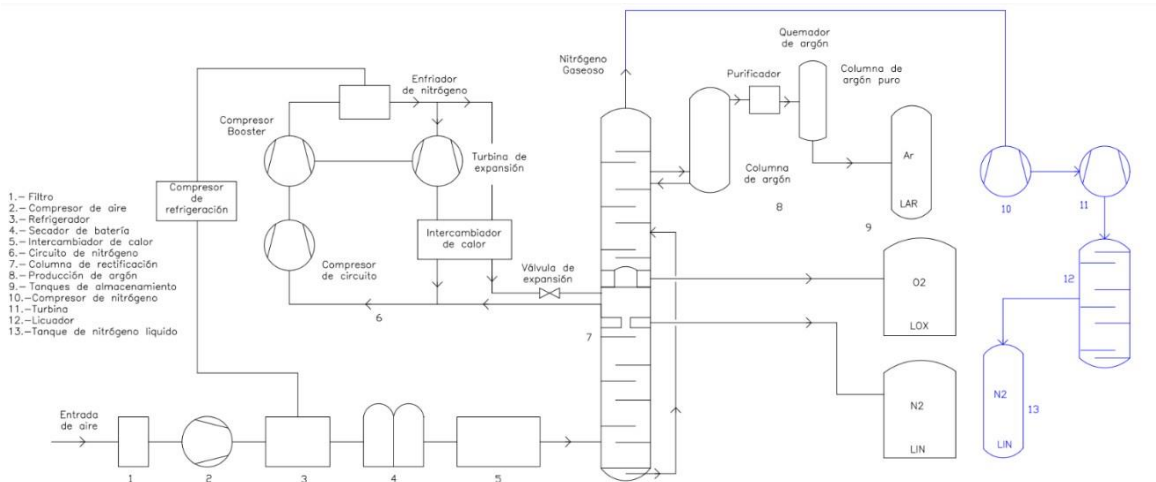 Quemador
de argón
Nitrógeno
Gaseoso
Purificador
Columna de
argón puro
Enfriador
de nitrógeno
Compresor
Booster
Turbina de
expansión
Columna
de argón
8
Ar
LAR
9
10
11
1.- Filtro
2.- Compresor de aire
3.- Refrigerador
4.- Secador de batería
5.- Intercambiador de calor
6.- Circuito de nitrógeno
7.- Columna de rectificación
8.- Producción de argón
9.- Tanques de almacenamiento
10.-Compresor de nitrógeno
11.-Turbina
12.-Licuador
13.-Tanque de nitrógeno líquido
Compresor
de
refrigeración
Intercambiador
de calor
Compresor
de circuito
Válvula de
expansión
6
7
O2
LOX
12
N2
LIN
N2
LIN
13
Entrada
de aire
1
2
3
4
5